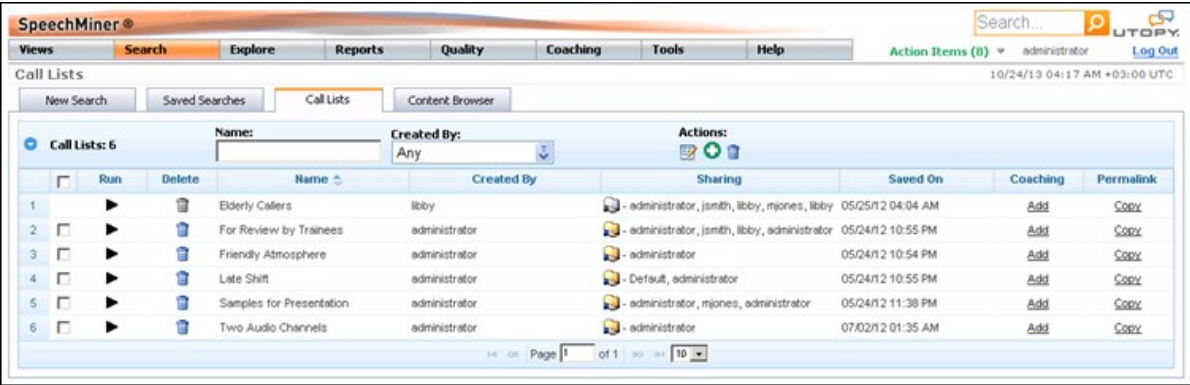 SpeechMiner ®
Search...
UTOPY.
Views Search Explore Reports Quality Coaching Tools Help Action Items (8) administrator Log Out
Call Lists 10/24/13 04:17 AM +03:00 UTC
New Search Saved Searches Call Lists Content Browser
Name: Created By: Actions:
Call Lists: 6 Any
Run Delete Name Created By Sharing Saved On Coaching Permalink
1 Elderly Callers libby - administrator, jsmith, libby, mjones, libby 05/25/12 04:04 AM Add Copy
2 For Review by Trainees administrator - administrator, jsmith, libby, administrator 05/24/12 10:55 PM Add Copy
3 Friendly Atmosphere administrator - administrator 05/24/12 10:54 PM Add Copy
4 Late Shift administrator - Default, administrator 05/24/12 10:55 PM Add Copy
5 Samples for Presentation administrator - administrator, mjones, administrator 05/24/12 11:38 PM Add Copy
6 Two Audio Channels administrator - administrator 07/02/12 01:35 AM Add Copy
Page 1 of 1 10